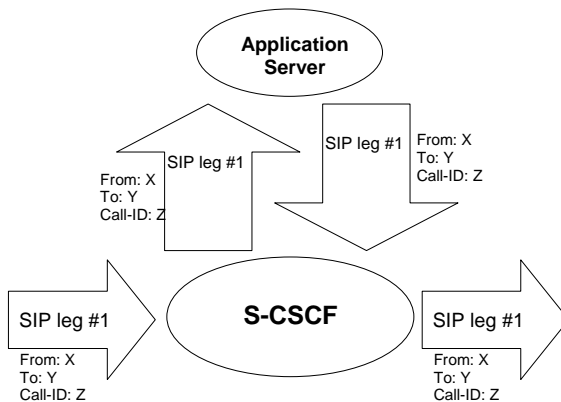 Application
Server
SIP leg #1
From: X
To: Y
Call-ID: Z
SIP leg #1
From: X
To: Y
Call-ID: Z
S-CSCF
SIP leg #1
From: X
To: Y
Call-ID: Z
SIP leg #1
From: X
To: Y
Call-ID: Z